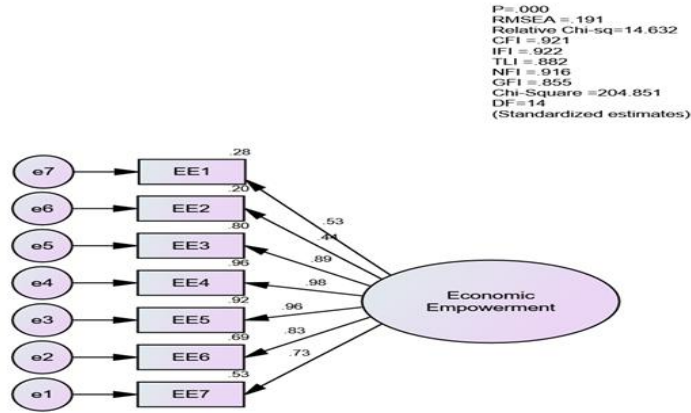 P=.000
RMSEA =.191
Relative Chi-sq=14.632
CFI =.921
IFI =.922
TLI =.882
NFI =.916
GFI =.855
Chi-Square =204.851
DF=14
(Standardized estimates)
.28
e7 EE1
.20
e6 EE2
.53
.80
.44
e5 EE3
.89
.96
e4 EE4
.98
.92
e3 EE5
.96
Economic
Empowerment
.69
.83
e2 EE6
.73
.53
e1 EE7